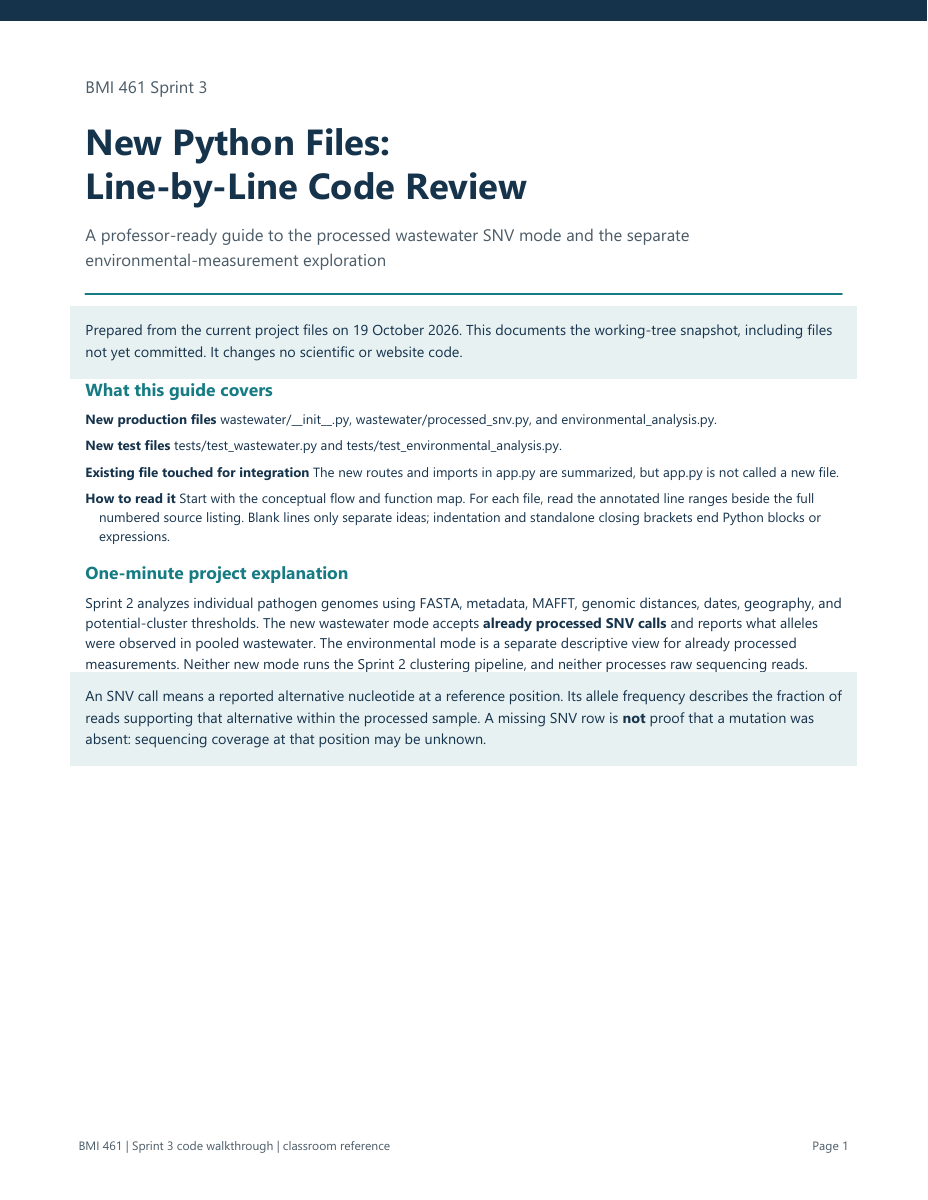 BMI 461 Sprint 3
New Python Files:
Line-by-Line Code Review
A professor-ready guide to the processed wastewater SNV mode and the separate
environmental-measurement exploration
Prepared from the current project files on 19 October 2026. This documents the working-tree snapshot, including files
not yet committed. It changes no scientific or website code.
What this guide covers
New production files wastewater/__init__.py, wastewater/processed_snv.py, and environmental_analysis.py.
New test files tests/test_wastewater.py and tests/test_environmental_analysis.py.
Existing file touched for integration The new routes and imports in app.py are summarized, but app.py is not called a new file.
How to read it Start with the conceptual flow and function map. For each file, read the annotated line ranges beside the full
numbered source listing. Blank lines only separate ideas; indentation and standalone closing brackets end Python blocks or
expressions.
One-minute project explanation
Sprint 2 analyzes individual pathogen genomes using FASTA, metadata, MAFFT, genomic distances, dates, geography, and
potential-cluster thresholds. The new wastewater mode accepts already processed SNV calls and reports what alleles
were observed in pooled wastewater. The environmental mode is a separate descriptive view for already processed
measurements. Neither new mode runs the Sprint 2 clustering pipeline, and neither processes raw sequencing reads.
An SNV call means a reported alternative nucleotide at a reference position. Its allele frequency describes the fraction of
reads supporting that alternative within the processed sample. A missing SNV row is not proof that a mutation was
absent: sequencing coverage at that position may be unknown.
BMI 461 | Sprint 3 code walkthrough | classroom reference
Page 1